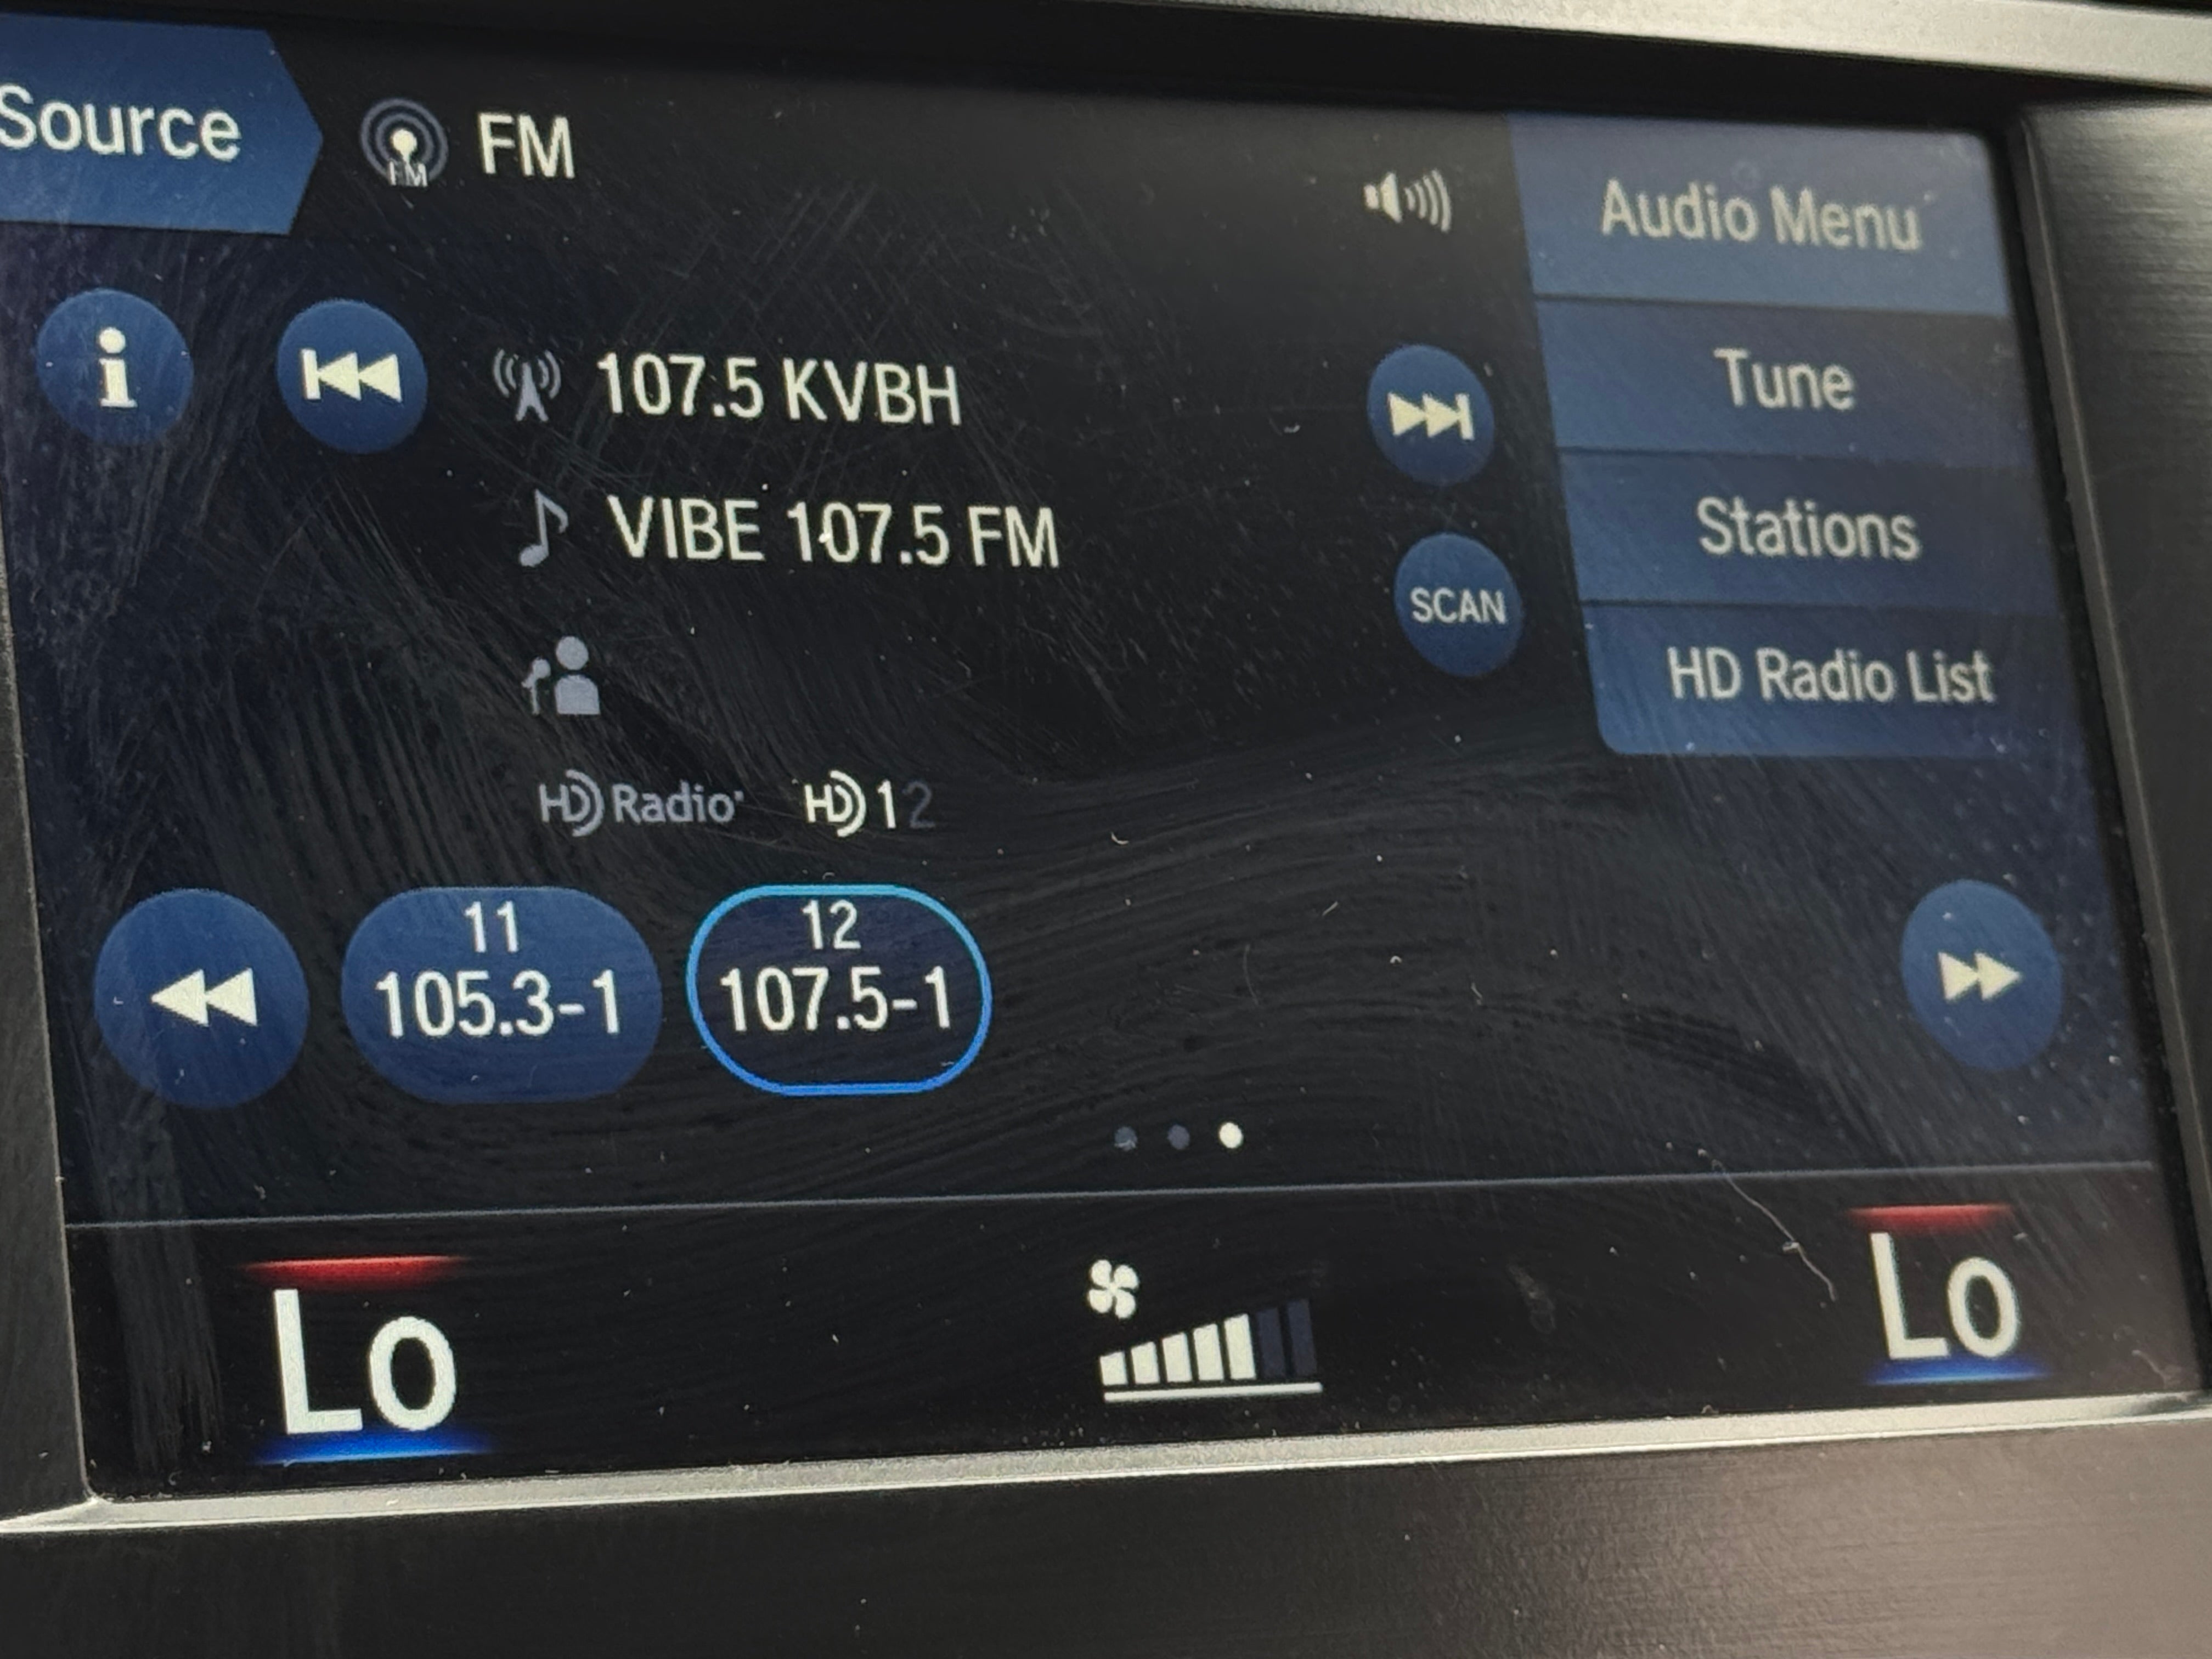 Source
FM
FM
Audio Menu
107.5 KVBH
Tune
VIBE 107.5 FM
Stations
SCAN
HD Radio List
HD Radio HD 1 2
11
105.3-1
12
107.5-1
Lo
Lo